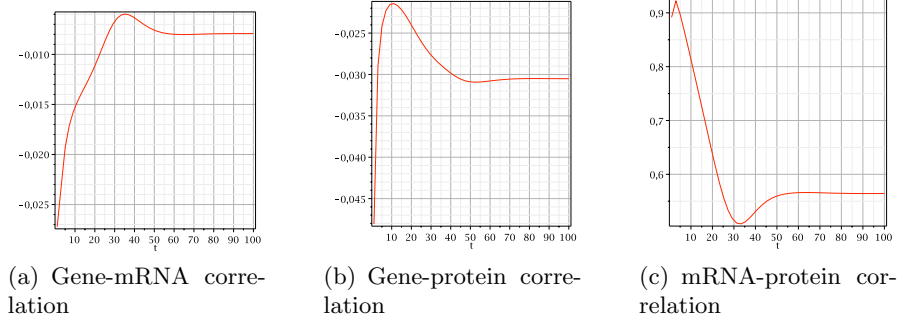 −0,010
−0,015
−0,020
−0,025
10 20 30 40 50 60 70 80 90 100
t
(a) Gene-mRNA corre-
lation
−0,025
−0,030
−0,035
−0,040
−0,045
10 20 30 40 50 60 70 80 90 100
t
(b) Gene-protein corre-
lation
0,9
0,8
0,7
0,6
10 20 30 40 50 60 70 80 90 100
t
(c) mRNA-protein cor-
relation